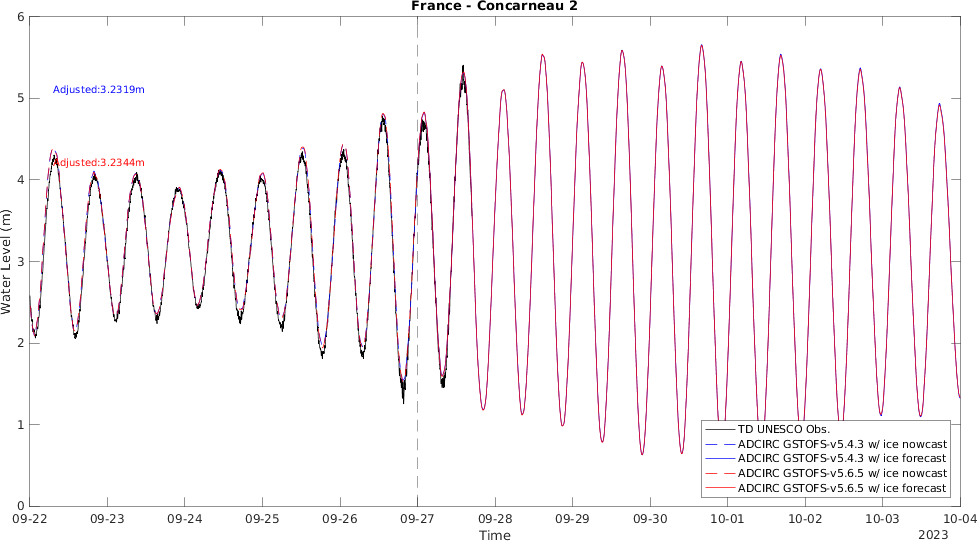 France - Concarneau 2
6
5
4
3
2
1
0
Water Level (m)
Adjusted:3.2319m
Adjusted:3.2344m
TD UNESCO Obs.
ADCIRC GSTOFS-v5.4.3 w/ ice nowcast
ADCIRC GSTOFS-v5.4.3 w/ ice forecast
ADCIRC GSTOFS-v5.6.5 w/ ice nowcast
ADCIRC GSTOFS-v5.6.5 w/ ice forecast
09-22 09-23 09-24 09-25 09-26 09-27 09-28 09-29 09-30 10-01 10-02 10-03 10-04
Time
2023